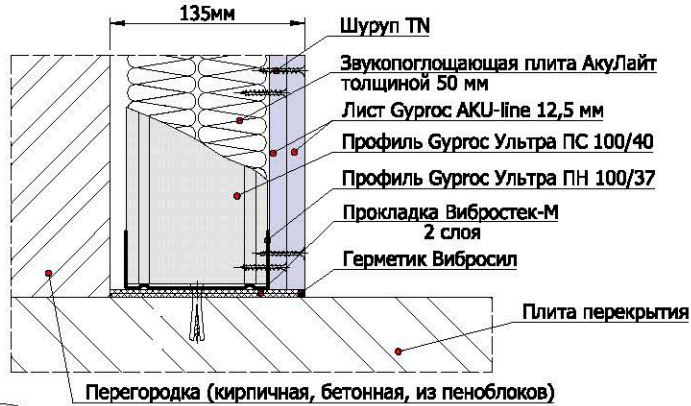 135мм
Шуруп TN
Звукопоглощающая плита АкуЛайт
толщиной 50 мм
Лист Gyproc AKU-line 12,5 мм
Профиль Gyproc Ультра ПС 100/40
Профиль Gyproc Ультра ПН 100/37
Прокладка Вибростек-М
2 слоя
Герметик Вибросил
Плита перекрытия
Перегородка (кирпичная, бетонная, из пеноблоков)